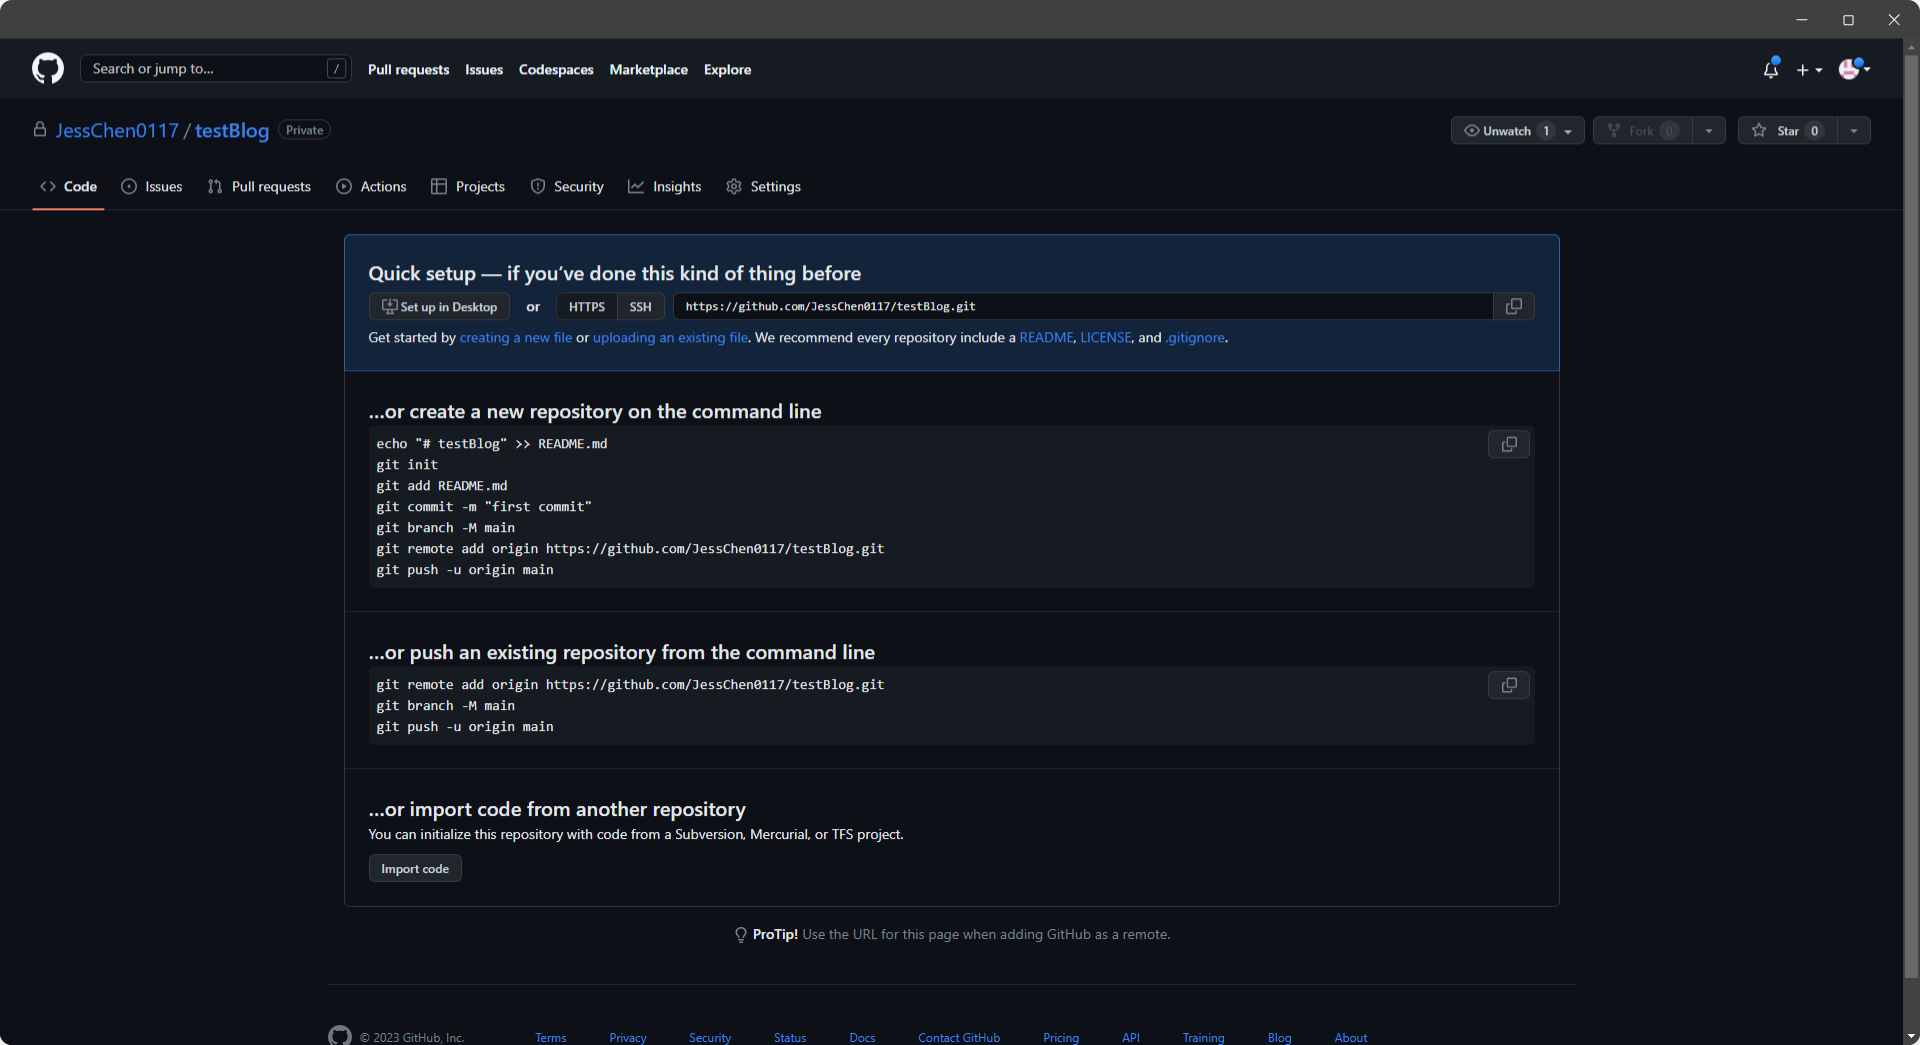 Search or jump to... /
Pull requests Issues Codespaces Marketplace Explore
JessChen0117 / testBlog Private
Unwatch 1 Fork 0 Star 0
Code Issues Pull requests Actions Projects Security Insights Settings
Quick setup — if you’ve done this kind of thing before
Set up in Desktop or HTTPS SSH https://github.com/JessChen0117/testBlog.git
Get started by creating a new file or uploading an existing file. We recommend every repository include a README, LICENSE, and .gitignore.
…or create a new repository on the command line
echo "# testBlog" >> README.md
git init
git add README.md
git commit -m "first commit"
git branch -M main
git remote add origin https://github.com/JessChen0117/testBlog.git
git push -u origin main
…or push an existing repository from the command line
git remote add origin https://github.com/JessChen0117/testBlog.git
git branch -M main
git push -u origin main
…or import code from another repository
You can initialize this repository with code from a Subversion, Mercurial, or TFS project.
Import code
ProTip! Use the URL for this page when adding GitHub as a remote.
© 2023 GitHub, Inc. Terms Privacy Security Status Docs Contact GitHub Pricing API Training Blog About